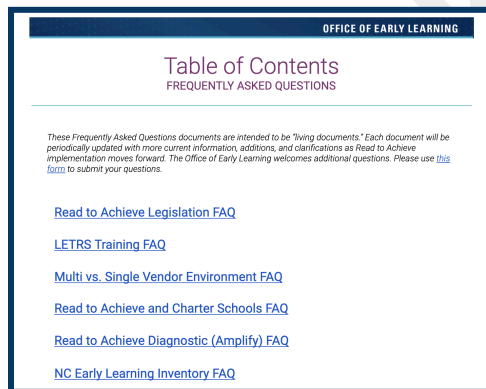 OFFICE OF EARLY LEARNING
Table of Contents
FREQUENTLY ASKED QUESTIONS
These Frequently Asked Questions documents are intended to be "living documents." Each document will be
periodically updated with more current information, additions, and clarifications as Read to Achieve
implementation moves forward. The Office of Early Learning welcomes additional questions. Please use this
form to submit your questions.
Read to Achieve Legislation FAQ
LETRS Training FAQ
Multi vs. Single Vendor Environment FAQ
Read to Achieve and Charter Schools FAQ
Read to Achieve Diagnostic (Amplify) FAQ
NC Early Learning Inventory FAQ